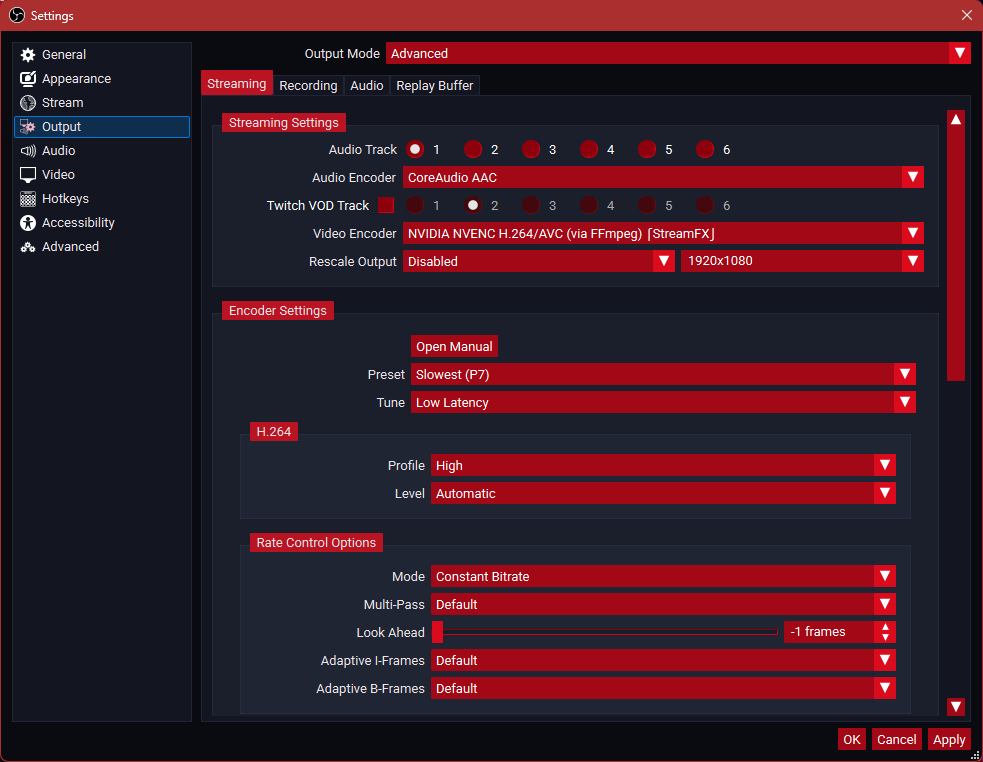 Settings
General
Appearance
Stream
Output
Audio
Video
Hotkeys
Accessibility
Advanced
Output Mode Advanced
Streaming Recording Audio Replay Buffer
Streaming Settings
Audio Track 1 2 3 4 5 6
Audio Encoder CoreAudio AAC
Twitch VOD Track 1 2 3 4 5 6
Video Encoder NVIDIA NVENC H.264/AVC (via FFmpeg) ⌈StreamFX⌋
Rescale Output Disabled 1920x1080
Encoder Settings
Open Manual
Preset Slowest (P7)
Tune Low Latency
H.264
Profile High
Level Automatic
Rate Control Options
Mode Constant Bitrate
Multi-Pass Default
Look Ahead -1 frames
Adaptive I-Frames Default
Adaptive B-Frames Default
OK Cancel Apply